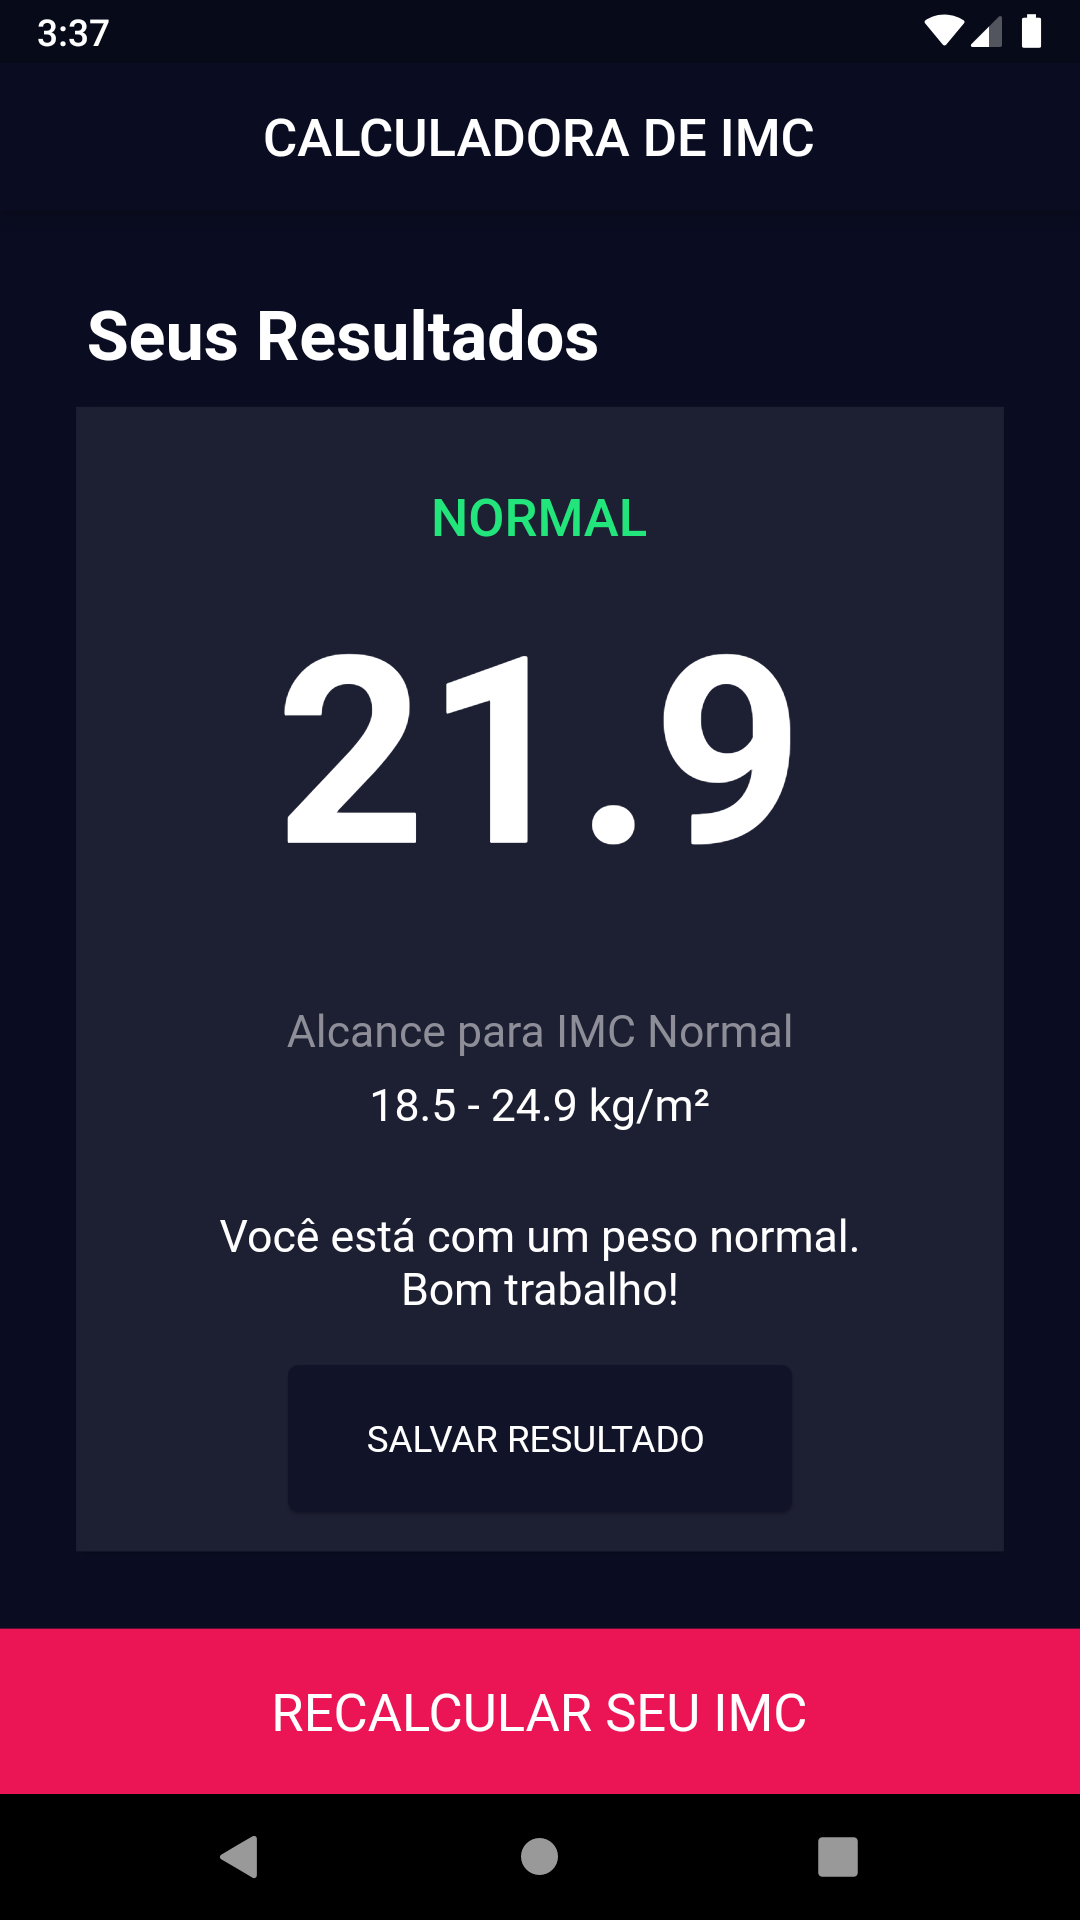 3:37
CALCULADORA DE IMC
Seus Resultados
NORMAL
21.9
Alcance para IMC Normal
18.5 - 24.9 kg/m²
Você está com um peso normal.
Bom trabalho!
SALVAR RESULTADO
RECALCULAR SEU IMC